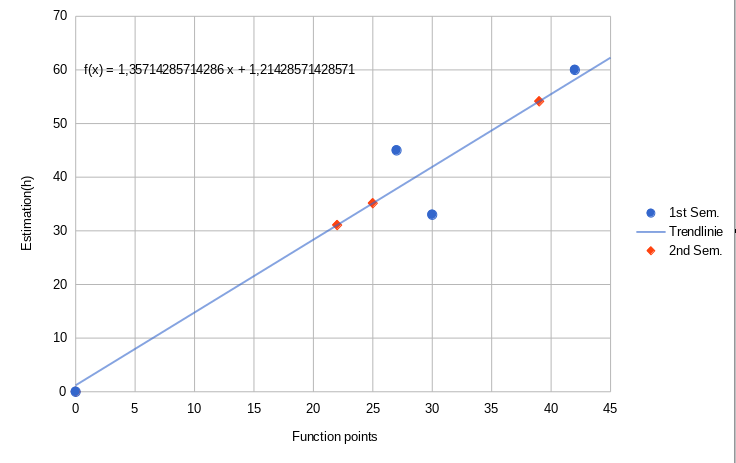 70
60
50
40
30
20
10
0
f(x) = 1,35714285714286 x + 1,21428571428571
Estimation(h)
0 5 10 15 20 25 30 35 40 45
Function points
1st Sem.
Trendlinie
2nd Sem.